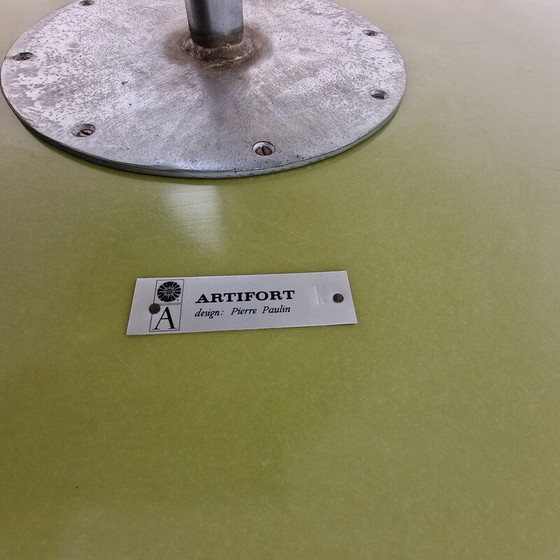 ARTIFORT
design: Pierre Paulin
A